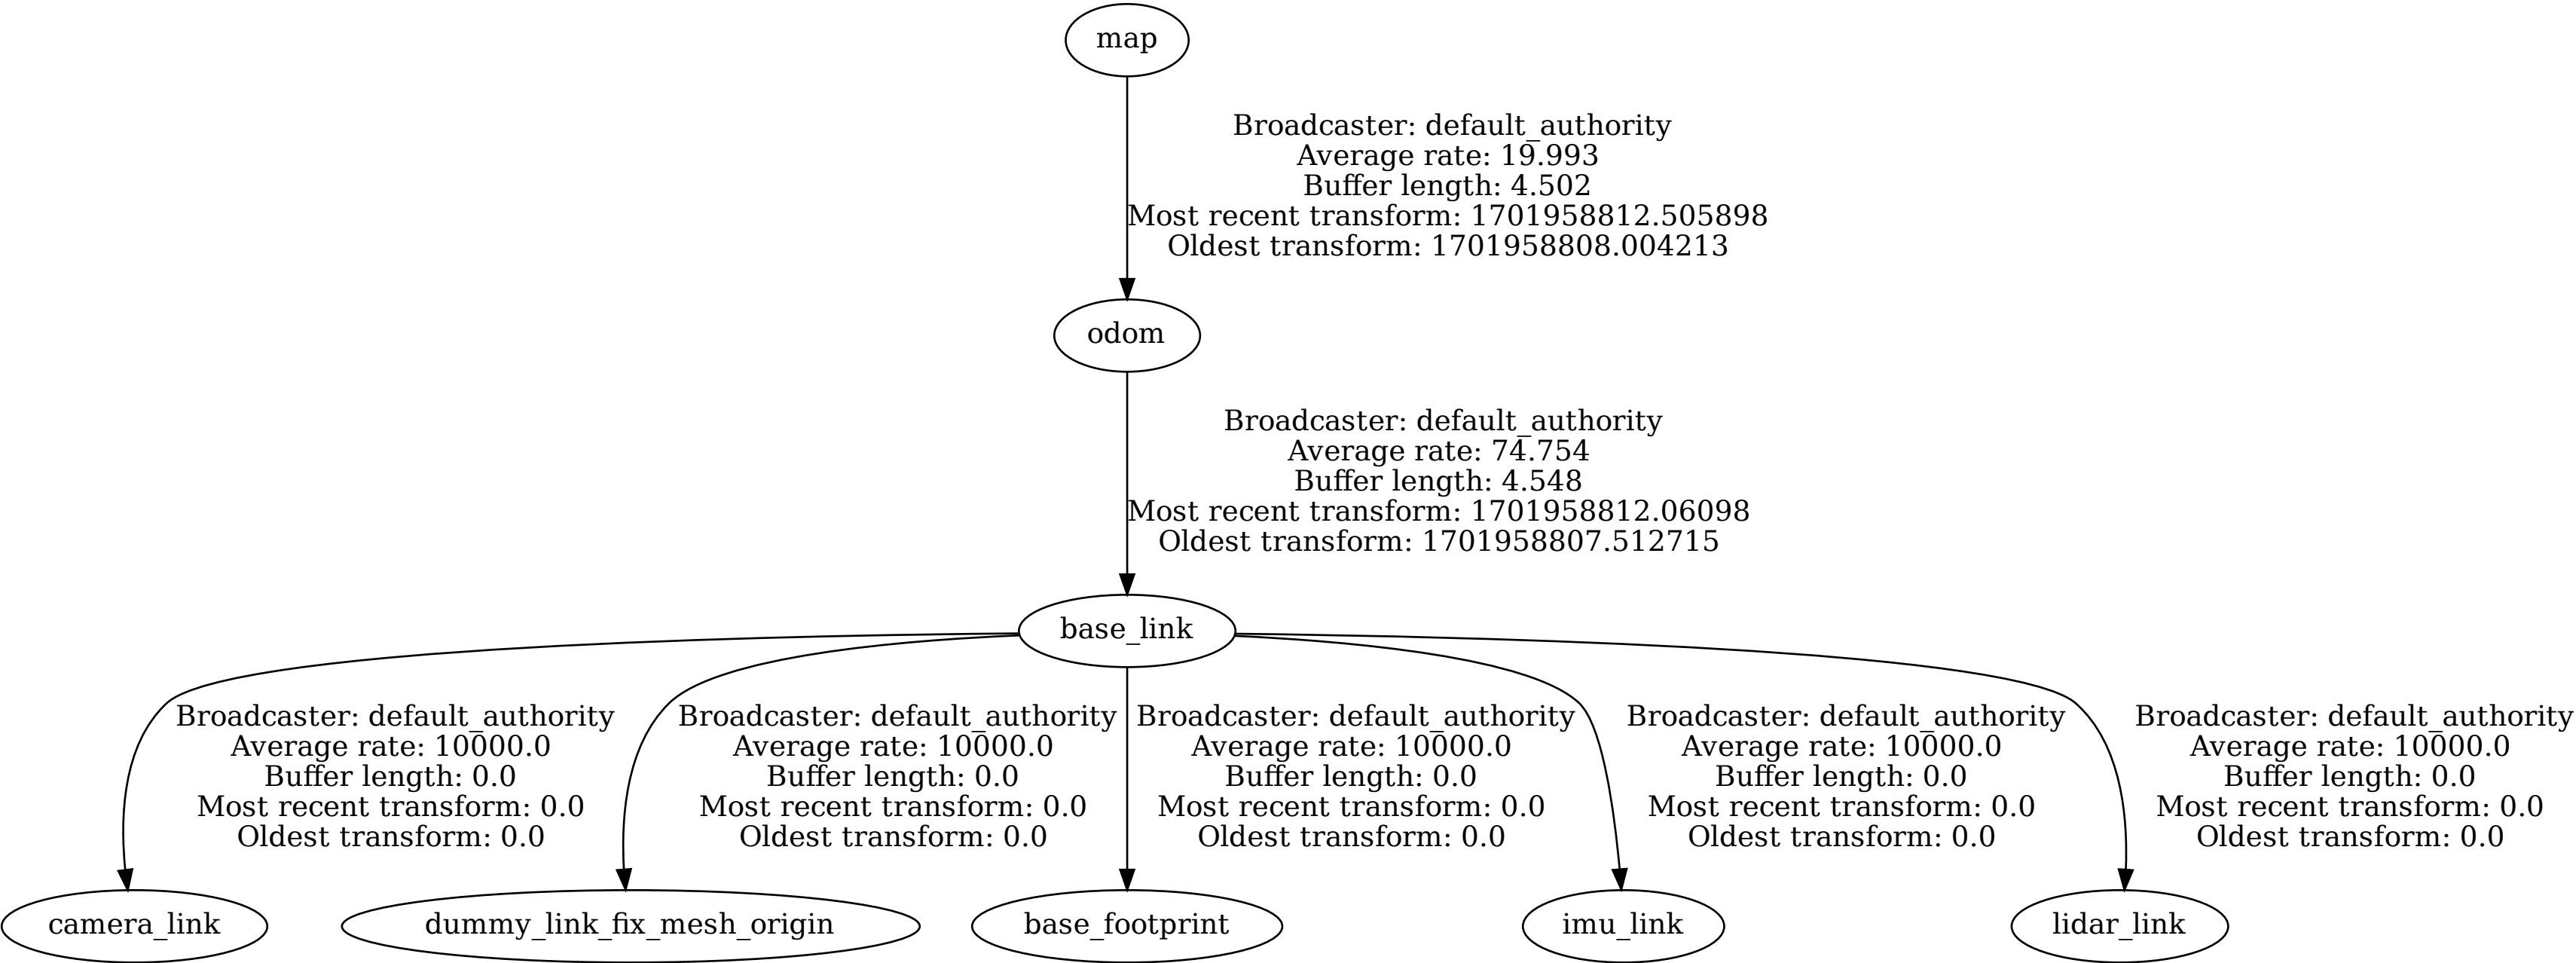 map
Broadcaster: default_authority
Average rate: 19.993
Buffer length: 4.502
Most recent transform: 1701958812.505898
Oldest transform: 1701958808.004213
odom
Broadcaster: default_authority
Average rate: 74.754
Buffer length: 4.548
Most recent transform: 1701958812.06098
Oldest transform: 1701958807.512715
base_link
Broadcaster: default_authority
Average rate: 10000.0
Buffer length: 0.0
Most recent transform: 0.0
Oldest transform: 0.0
Broadcaster: default_authority
Average rate: 10000.0
Buffer length: 0.0
Most recent transform: 0.0
Oldest transform: 0.0
Broadcaster: default_authority
Average rate: 10000.0
Buffer length: 0.0
Most recent transform: 0.0
Oldest transform: 0.0
Broadcaster: default_authority
Average rate: 10000.0
Buffer length: 0.0
Most recent transform: 0.0
Oldest transform: 0.0
Broadcaster: default_authority
Average rate: 10000.0
Buffer length: 0.0
Most recent transform: 0.0
Oldest transform: 0.0
camera_link
dummy_link_fix_mesh_origin
base_footprint
imu_link
lidar_link